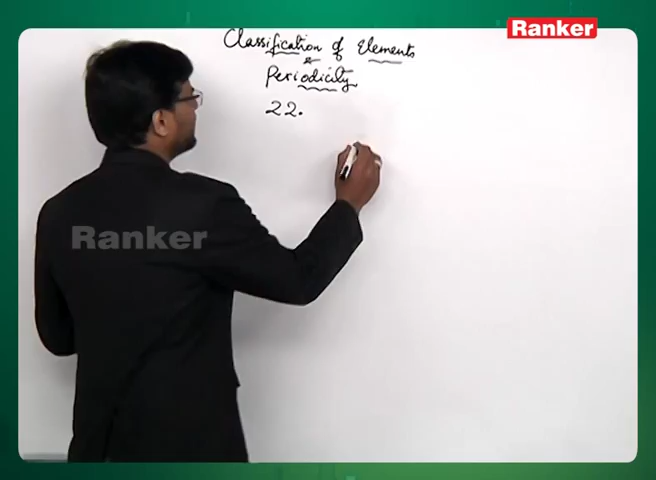 Ranker
Classification of Elements
&
Periodicity
22.
Ranker